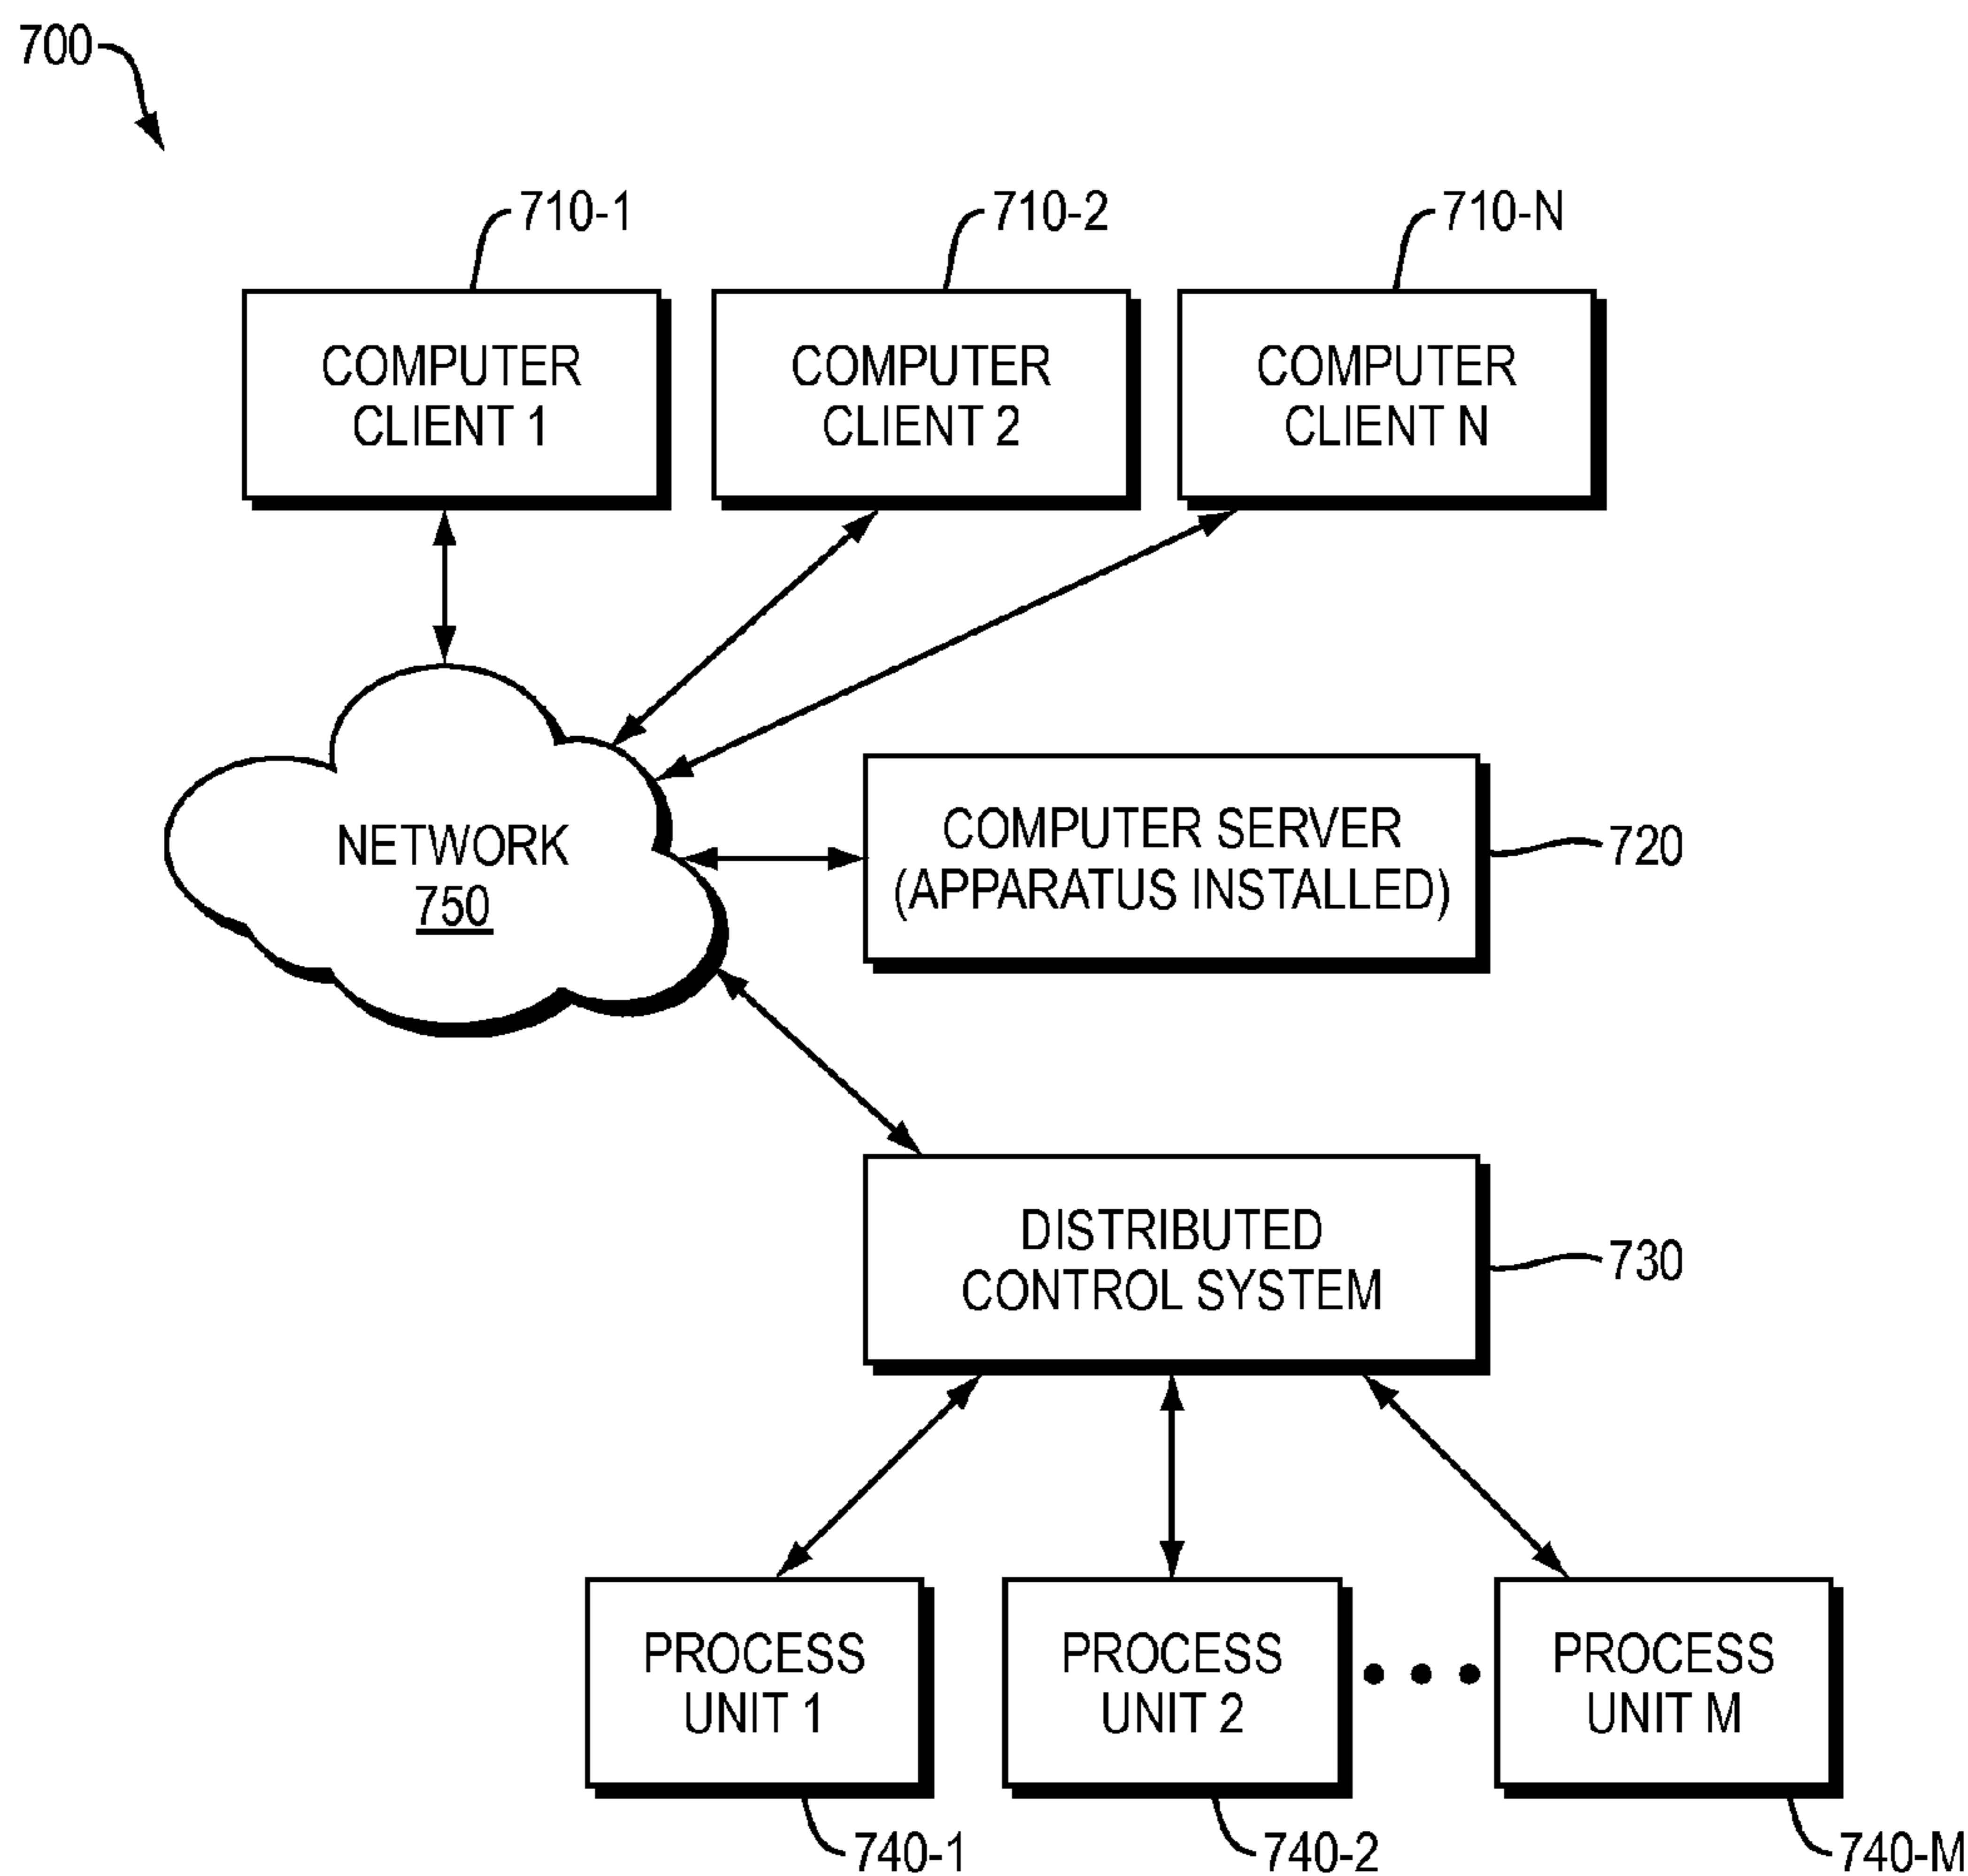 700
710-1
710-2
710-N
COMPUTER
CLIENT 1
COMPUTER
CLIENT 2
COMPUTER
CLIENT N
NETWORK
750
COMPUTER SERVER
(APPARATUS INSTALLED)
720
DISTRIBUTED
CONTROL SYSTEM
730
PROCESS
UNIT 1
PROCESS
UNIT 2
PROCESS
UNIT M
740-1
740-2
740-M